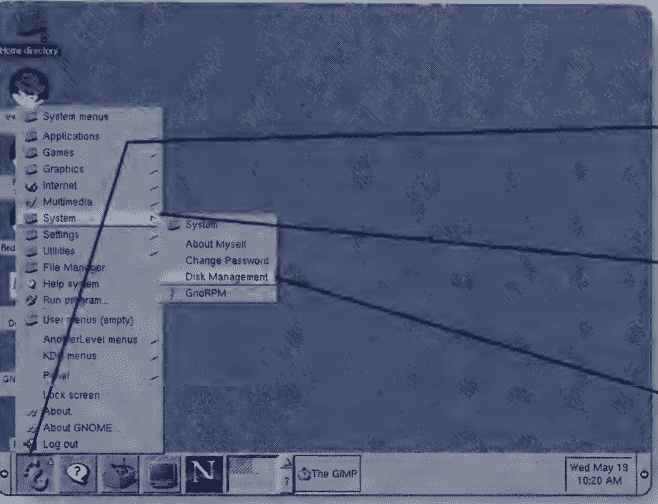 Home directory
System menus
Applications
Games
Graphics
Internet
Multimedia
System
Settings
Utilities
File Manager
Help system
Run program...
User menus (empty)
AnotherLevel menus
KDE menus
Panel
Lock screen
About
About GNOME...
Log out
System
About Myself
Change Password
Disk Management
GnoRPM
Red
GN
N
?
The GIMP
Wed May 19
10:20 AM